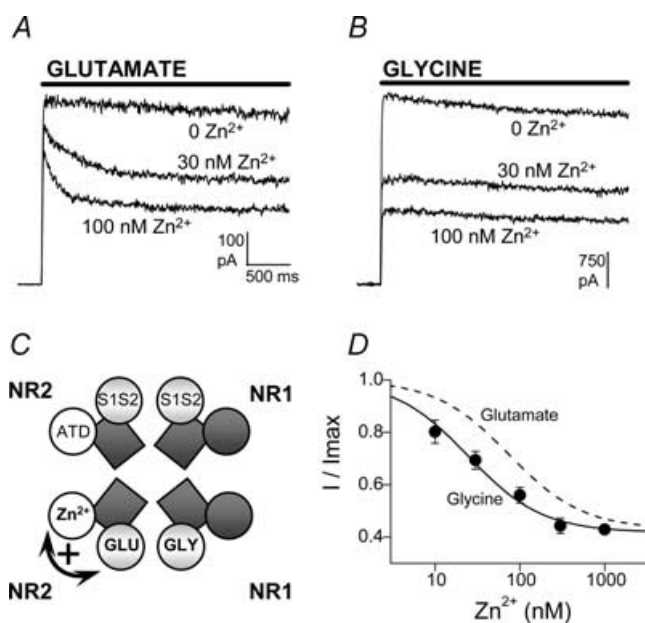 A
GLUTAMATE
0 Zn²⁺
30 nM Zn²⁺
100 nM Zn²⁺
100
pA
500 ms
B
GLYCINE
0 Zn²⁺
30 nM Zn²⁺
100 nM Zn²⁺
750
pA
C
NR2
S1S2
S1S2
NR1
ATD
Zn²⁺
+
GLU
GLY
NR2
NR1
D
1.0
0.8
0.6
0.4
I / Imax
Glutamate
Glycine
10
100
1000
Zn²⁺ (nM)